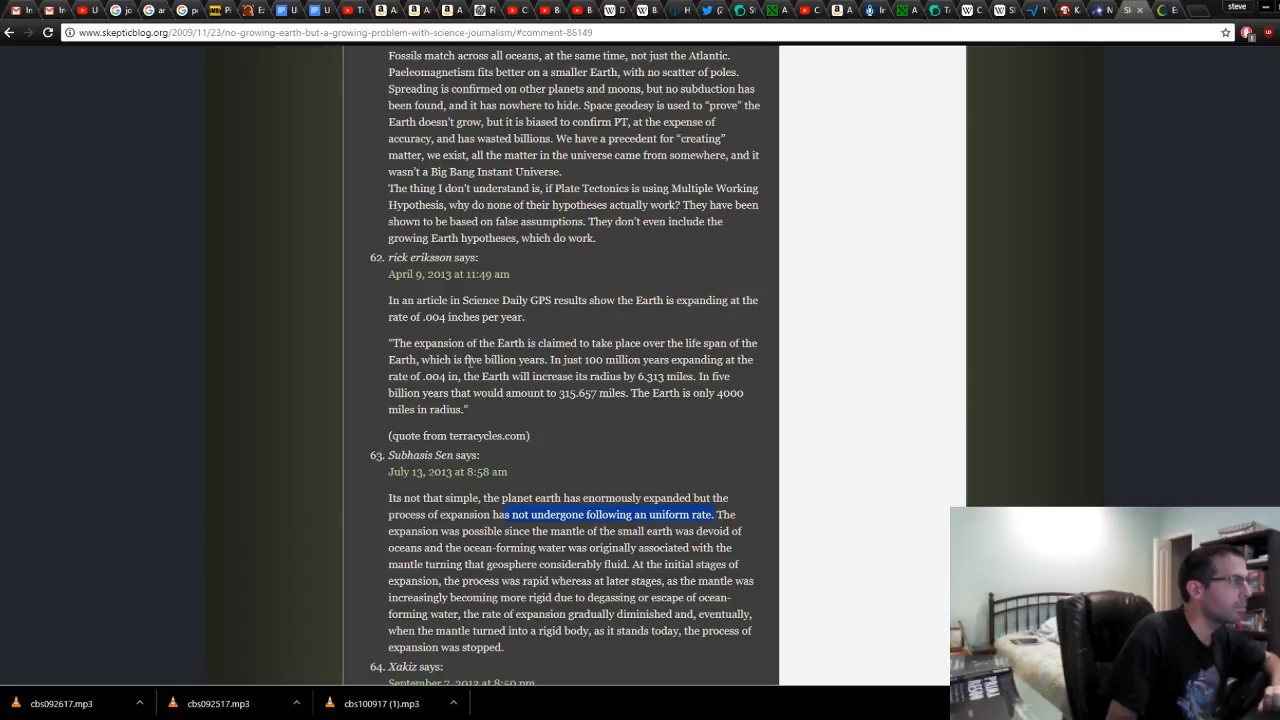 steve
www.skepticblog.org/2009/11/23/no-growing-earth-but-a-growing-problem-with-science-journalism/#comment-86149
Fossils match across all oceans, at the same time, not just the Atlantic.
Paeleomagnetism fits better on a smaller Earth, with no scatter of poles.
Spreading is confirmed on other planets and moons, but no subduction has
been found, and it has nowhere to hide. Space geodesy is used to “prove” the
Earth doesn’t grow, but it is biased to confirm PT, at the expense of
accuracy, and has wasted billions. We have a precedent for “creating”
matter, we exist, all the matter in the universe came from somewhere, and it
wasn’t a Big Bang Instant Universe.
The thing I don’t understand is, if Plate Tectonics is using Multiple Working
Hypothesis, why do none of their hypotheses actually work? They have been
shown to be based on false assumptions. They don’t even include the
growing Earth hypotheses, which do work.
62. rick eriksson says:
April 9, 2013 at 11:49 am
In an article in Science Daily GPS results show the Earth is expanding at the
rate of .004 inches per year.
“The expansion of the Earth is claimed to take place over the life span of the
Earth, which is five billion years. In just 100 million years expanding at the
rate of .004 in, the Earth will increase its radius by 6.313 miles. In five
billion years that would amount to 315.657 miles. The Earth is only 4000
miles in radius.”
(quote from terracycles.com)
63. Subhasis Sen says:
July 13, 2013 at 8:58 am
Its not that simple, the planet earth has enormously expanded but the
process of expansion has not undergone following an uniform rate. The
expansion was possible since the mantle of the small earth was devoid of
oceans and the ocean-forming water was originally associated with the
mantle turning that geosphere considerably fluid. At the initial stages of
expansion, the process was rapid whereas at later stages, as the mantle was
increasingly becoming more rigid due to degassing or escape of ocean-
forming water, the rate of expansion gradually diminished and, eventually,
when the mantle turned into a rigid body, as it stands today, the process of
expansion was stopped.
64. Xakiz says:
September 7, 2013 at 8:50 pm
cbs092617.mp3
cbs092517.mp3
cbs100917 (1).mp3